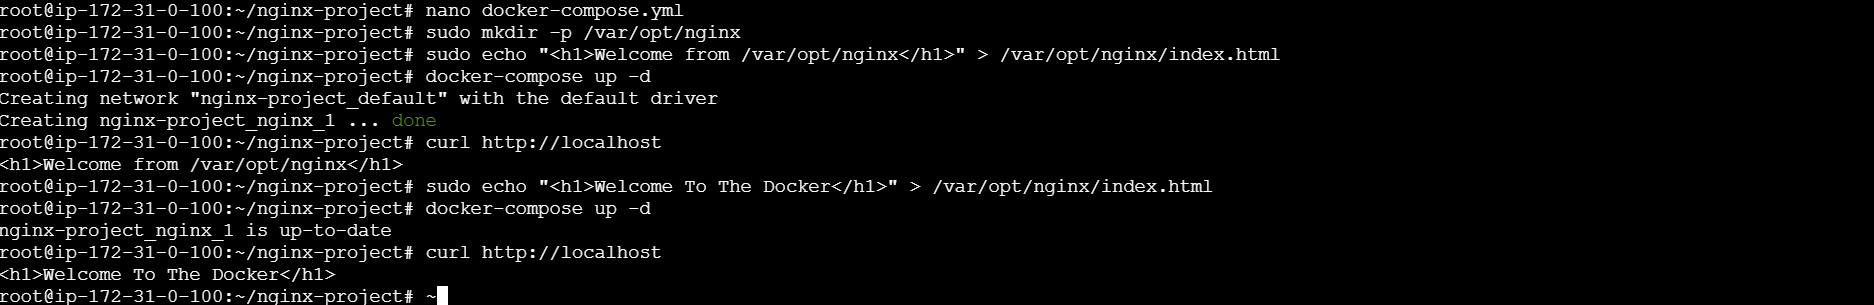 root@ip-172-31-0-100:~/nginx-project# nano docker-compose.yml
root@ip-172-31-0-100:~/nginx-project# sudo mkdir -p /var/opt/nginx
root@ip-172-31-0-100:~/nginx-project# sudo echo "<h1>Welcome from /var/opt/nginx</h1>" > /var/opt/nginx/index.html
root@ip-172-31-0-100:~/nginx-project# docker-compose up -d
Creating network "nginx-project_default" with the default driver
Creating nginx-project_nginx_1 ... done
root@ip-172-31-0-100:~/nginx-project# curl http://localhost
<h1>Welcome from /var/opt/nginx</h1>
root@ip-172-31-0-100:~/nginx-project# sudo echo "<h1>Welcome To The Docker</h1>" > /var/opt/nginx/index.html
root@ip-172-31-0-100:~/nginx-project# docker-compose up -d
nginx-project_nginx_1 is up-to-date
root@ip-172-31-0-100:~/nginx-project# curl http://localhost
<h1>Welcome To The Docker</h1>
root@ip-172-31-0-100:~/nginx-project# ~